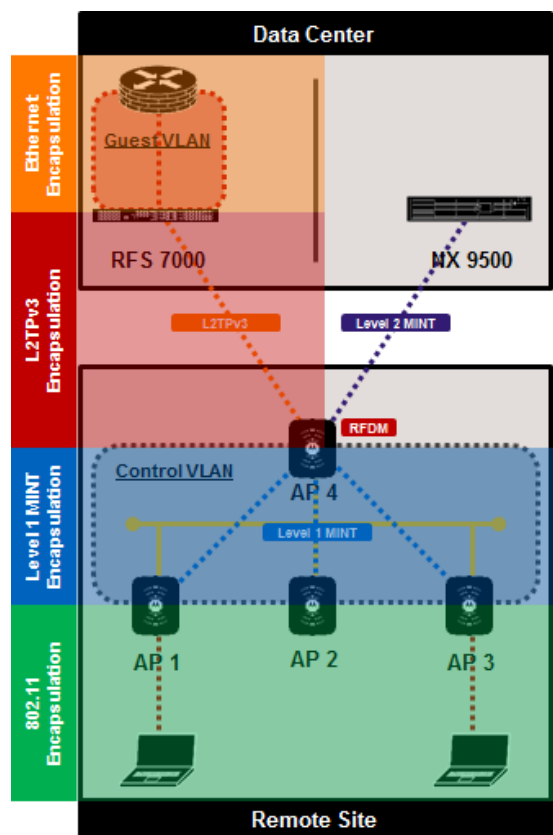 Data Center
Ethernet
Encapsulation
Guest VLAN
RFS 7000
NX 9500
L2TPv3
Encapsulation
L2TPv3
Level 2 MINT
RFDM
AP 4
Level 1 MINT
Encapsulation
Control VLAN
Level 1 MINT
AP 1
AP 2
AP 3
802.11
Encapsulation
Remote Site